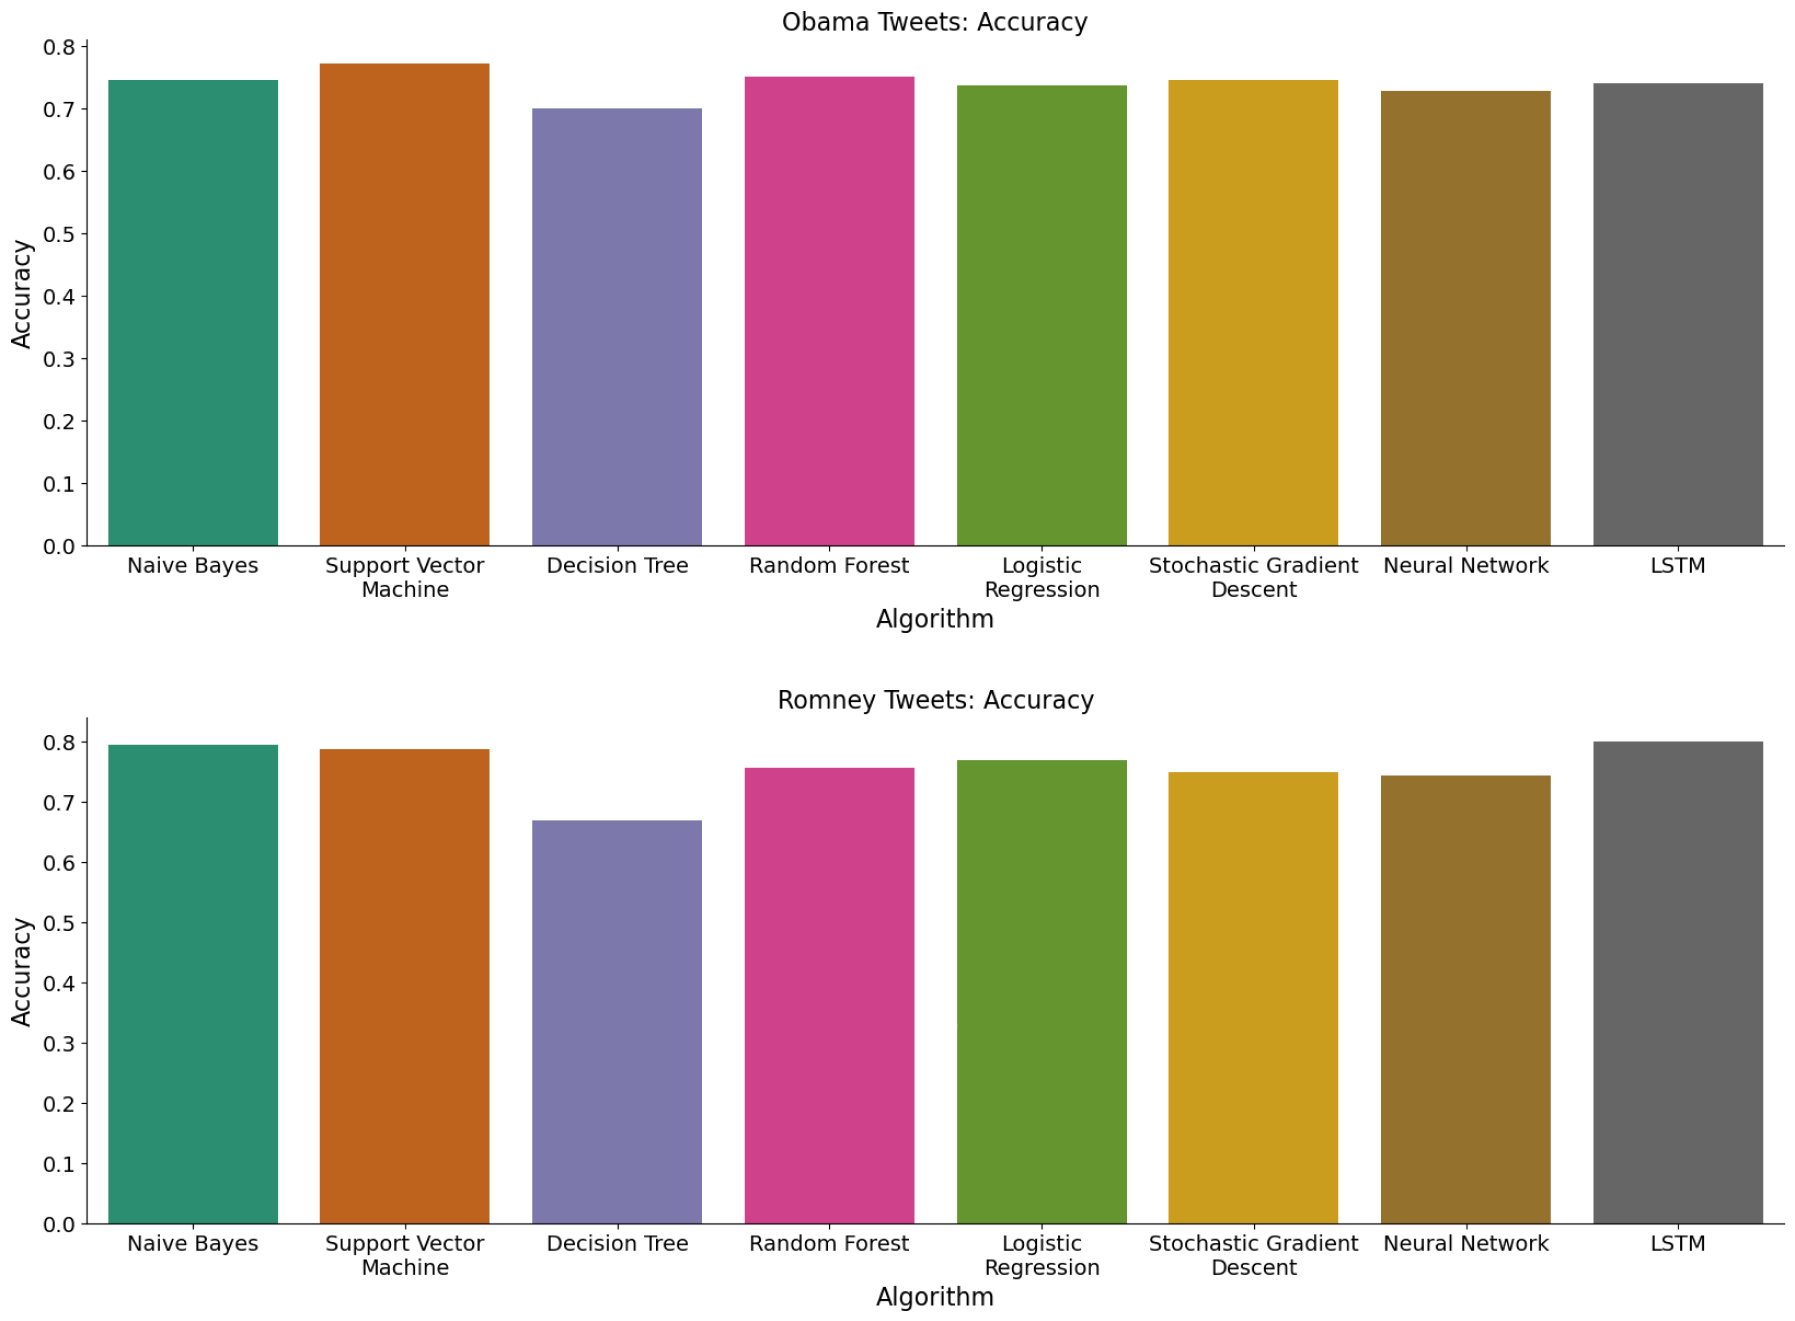 Obama Tweets: Accuracy
Accuracy
0.8
0.7
0.6
0.5
0.4
0.3
0.2
0.1
0.0
Naive Bayes
Support Vector
Machine
Decision Tree
Random Forest
Logistic
Regression
Stochastic Gradient
Descent
Neural Network
LSTM
Algorithm
Romney Tweets: Accuracy
Accuracy
0.8
0.7
0.6
0.5
0.4
0.3
0.2
0.1
0.0
Naive Bayes
Support Vector
Machine
Decision Tree
Random Forest
Logistic
Regression
Stochastic Gradient
Descent
Neural Network
LSTM
Algorithm